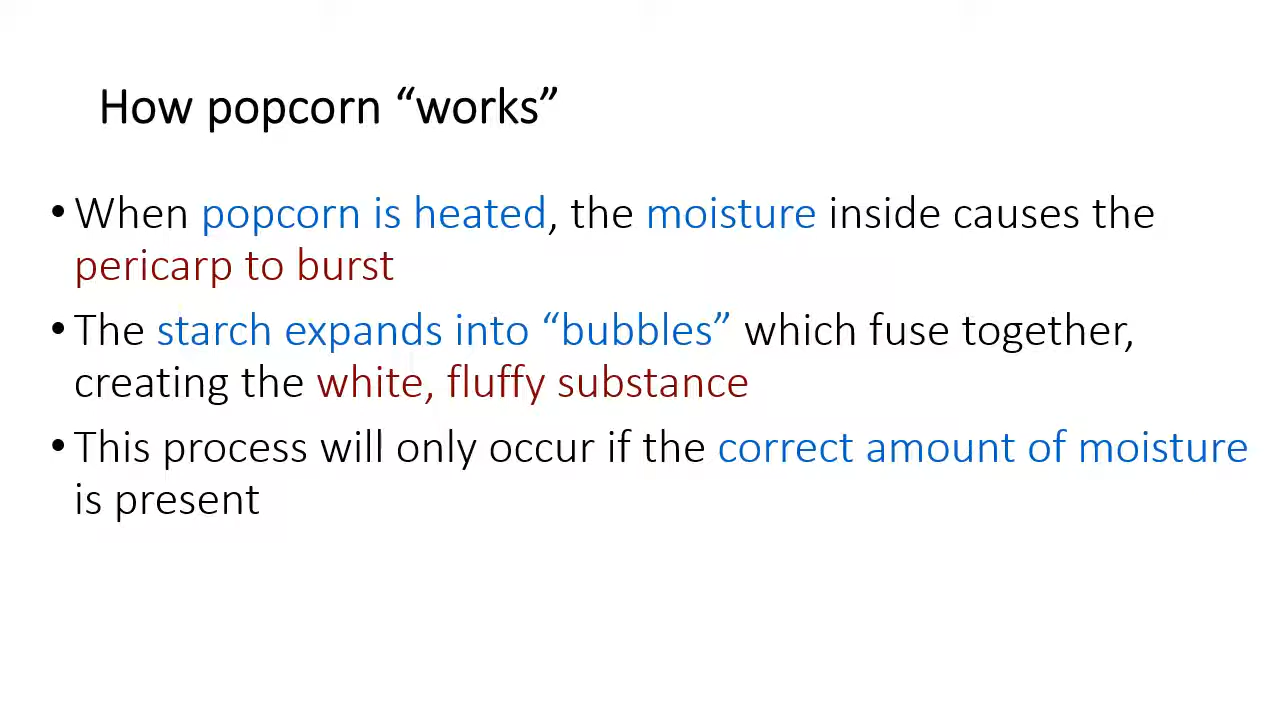 How popcorn “works”
• When popcorn is heated, the moisture inside causes the
pericarp to burst
• The starch expands into “bubbles” which fuse together,
creating the white, fluffy substance
• This process will only occur if the correct amount of moisture
is present